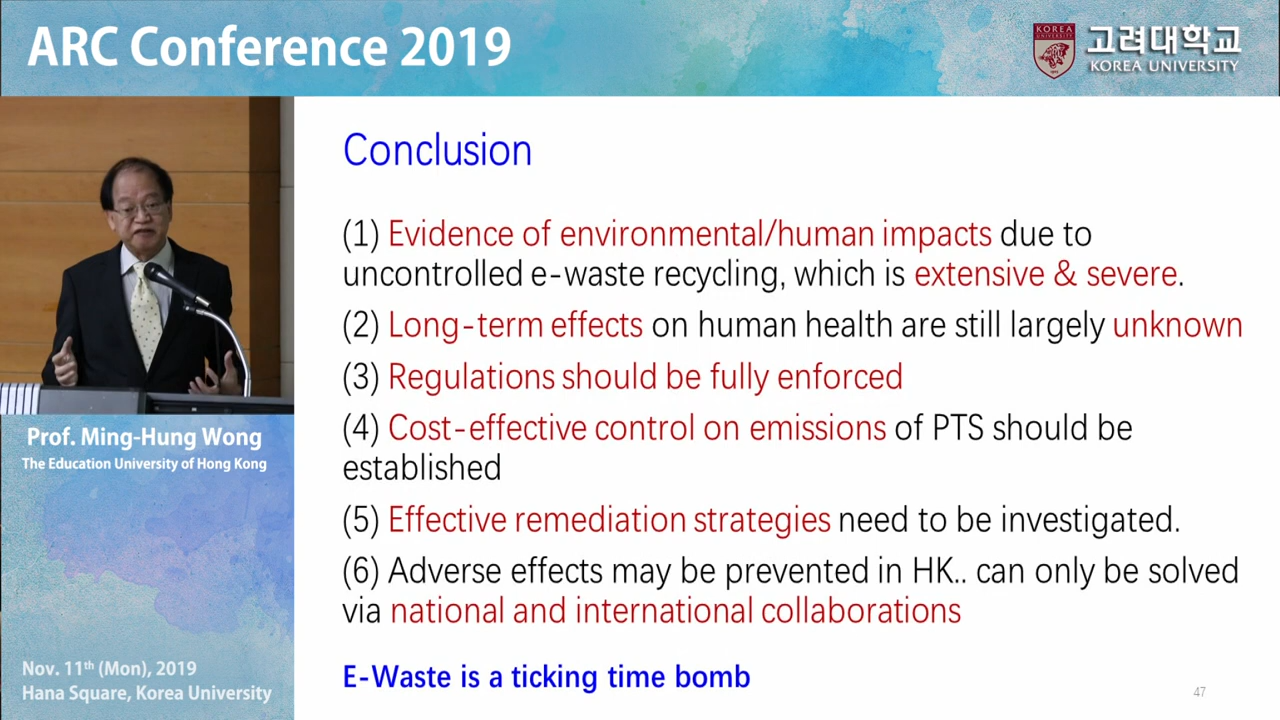 ARC Conference 2019
KOREA
UNIVERSITY
고려대학교
KOREA UNIVERSITY
Conclusion
(1) Evidence of environmental/human impacts due to
uncontrolled e-waste recycling, which is extensive & severe.
(2) Long-term effects on human health are still largely unknown
(3) Regulations should be fully enforced
(4) Cost-effective control on emissions of PTS should be
established
(5) Effective remediation strategies need to be investigated.
(6) Adverse effects may be prevented in HK.. can only be solved
via national and international collaborations
E-Waste is a ticking time bomb
47
Prof. Ming-Hung Wong
The Education University of Hong Kong
Nov. 11th (Mon), 2019
Hana Square, Korea University